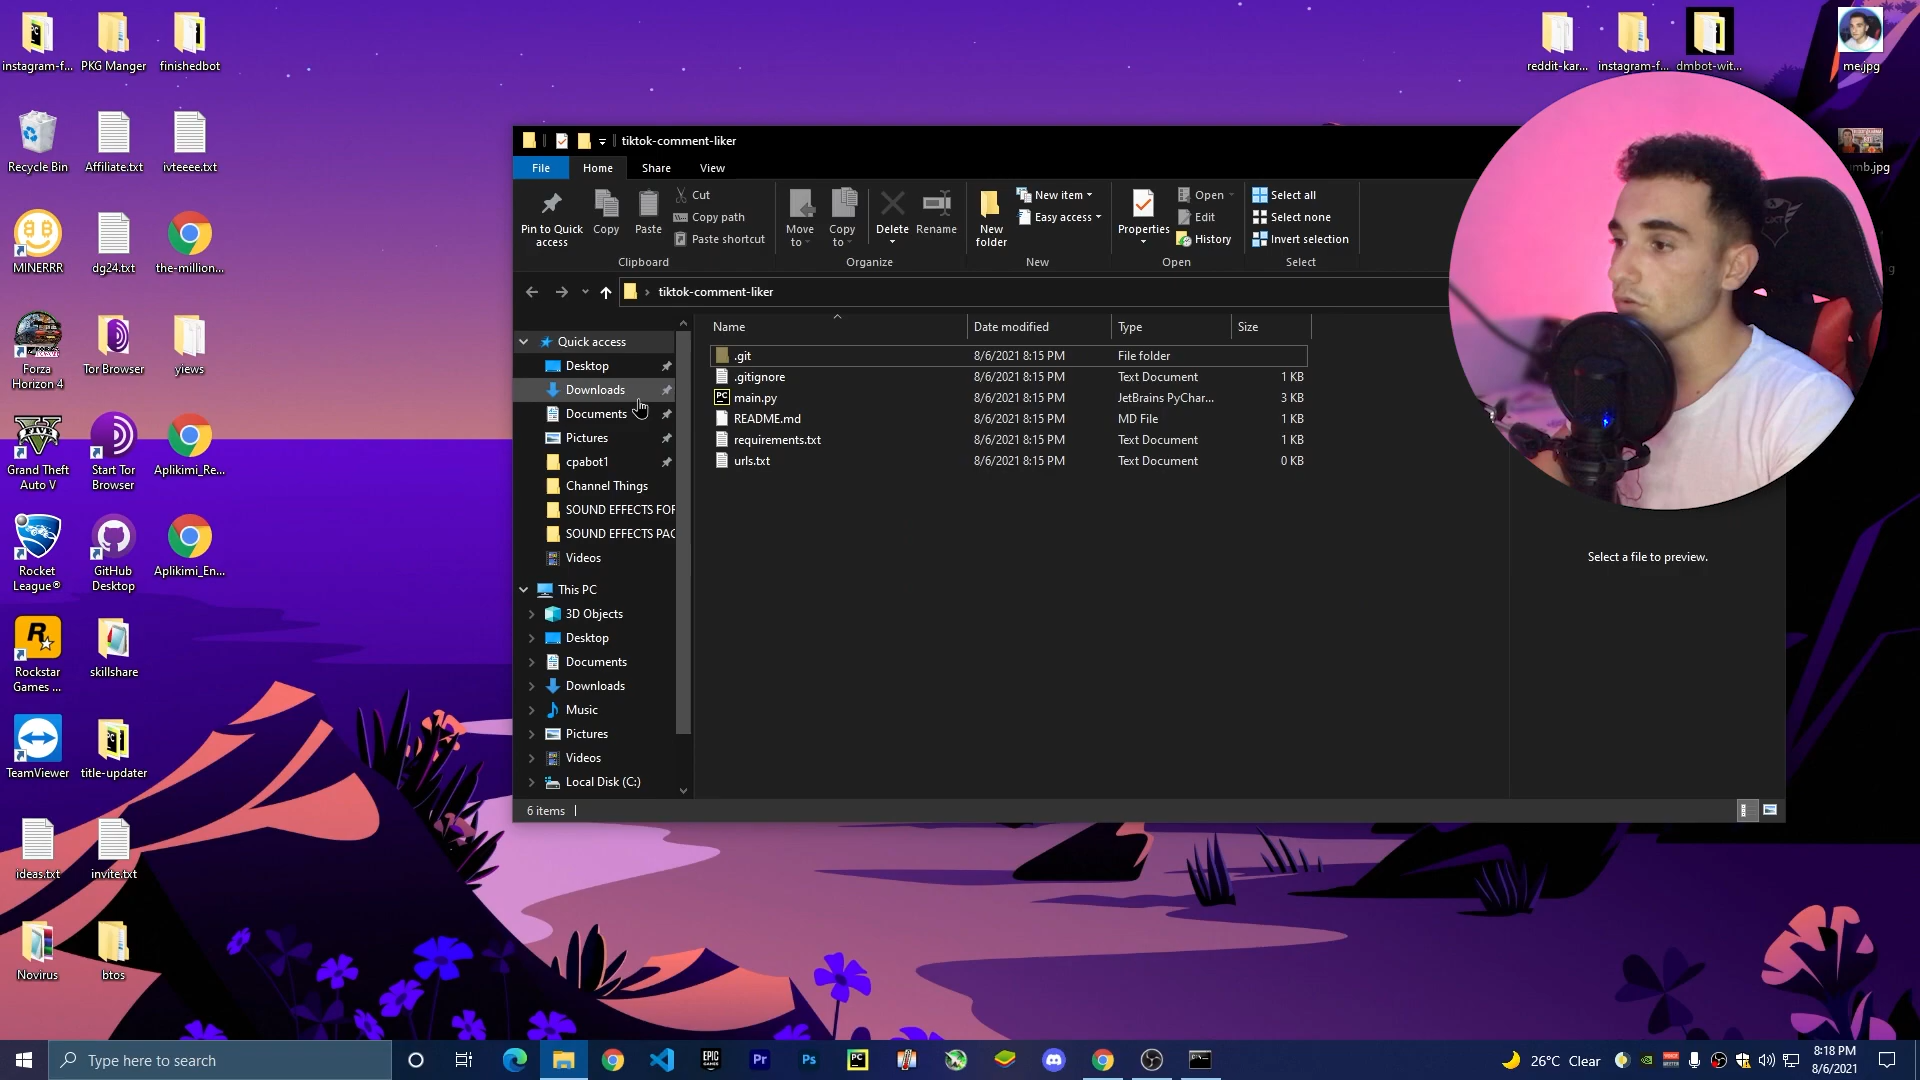 instagram-f...
PKG Manger
finishedbot
reddit-kar...
instagram-f...
dmbot-wit...
me.jpg
Recycle Bin
Affiliate.txt
ivteeee.txt
MINERRR
dg24.txt
the-million...
Forza
Horizon 4
Tor Browser
yiews
Grand Theft
Auto V
Start Tor
Browser
Aplikimi_Re...
Rocket
League®
GitHub
Desktop
Aplikimi_En...
Rockstar
Games ...
skillshare
TeamViewer
title-updater
ideas.txt
invite.txt
Novirus
btos
tiktok-comment-liker
File
Home
Share
View
Pin to Quick
access
Copy
Paste
Cut
Copy path
Paste shortcut
Clipboard
Move
to
Copy
to
Delete
Rename
Organize
New
folder
New item
Easy access
New
Properties
Open
Edit
History
Open
Select all
Select none
Invert selection
Select
tiktok-comment-liker
Quick access
Desktop
Downloads
Documents
Pictures
cpabot1
Channel Things
SOUND EFFECTS FOR
SOUND EFFECTS PAC
Videos
This PC
3D Objects
Desktop
Documents
Downloads
Music
Pictures
Videos
Local Disk (C:)
Name Date modified Type Size
.git 8/6/2021 8:15 PM File folder
.gitignore 8/6/2021 8:15 PM Text Document 1 KB
main.py 8/6/2021 8:15 PM JetBrains PyChar... 3 KB
README.md 8/6/2021 8:15 PM MD File 1 KB
requirements.txt 8/6/2021 8:15 PM Text Document 1 KB
urls.txt 8/6/2021 8:15 PM Text Document 0 KB
Select a file to preview.
6 items
Type here to search
EPIC
GAMES
Pr
Ps
PC
26°C Clear
8:18 PM
8/6/2021